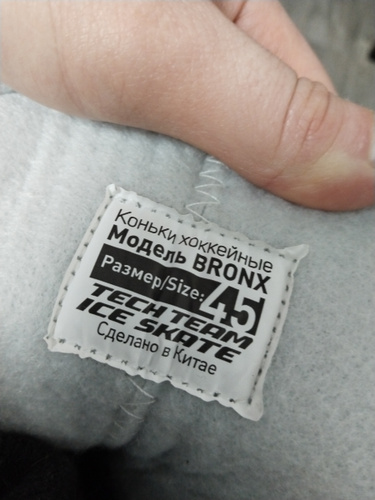 Коньки хоккейные
Модель BRONX
Размер/Size: 45
TECH TEAM
ICE SKATE
Сделано в Китае